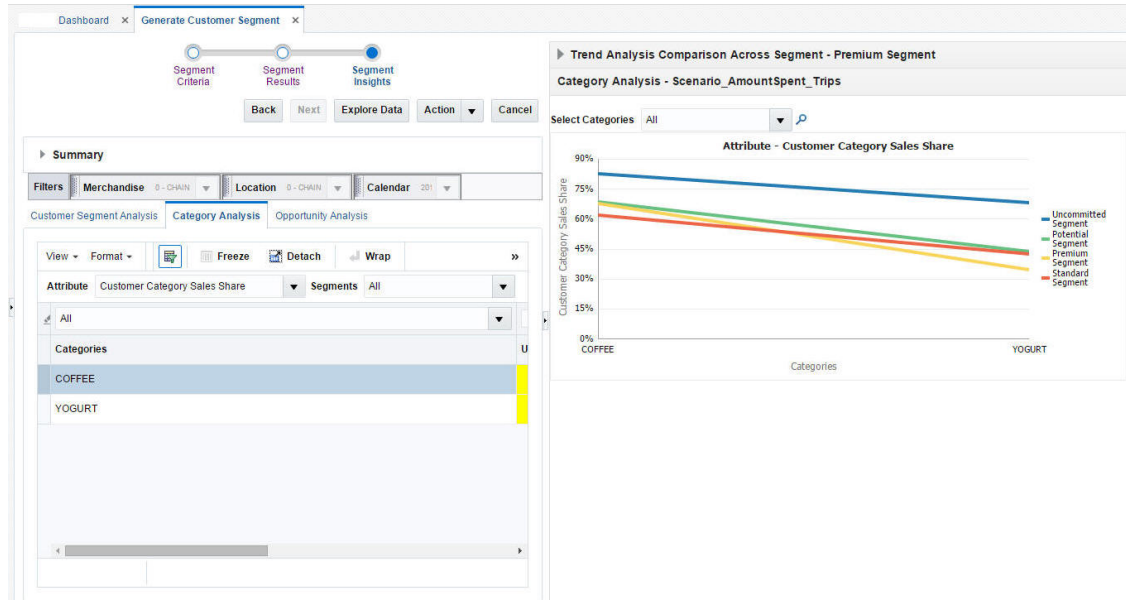 Dashboard × Generate Customer Segment ×
Segment Criteria
Segment Results
Segment Insights
Back Next Explore Data Action Cancel
Summary
Filters Merchandise 0 - CHAIN Location 0 - CHAIN Calendar 201
Customer Segment Analysis Category Analysis Opportunity Analysis
View Format Freeze Detach Wrap »
Attribute Customer Category Sales Share Segments All
All
Categories U
COFFEE
YOGURT
Trend Analysis Comparison Across Segment - Premium Segment
Category Analysis - Scenario_AmountSpent_Trips
Select Categories All
Attribute - Customer Category Sales Share
Customer Category Sales Share
90%
75%
60%
45%
30%
15%
0%
COFFEE YOGURT
Categories
Uncommitted
Segment
Potential
Segment
Premium
Segment
Standard
Segment